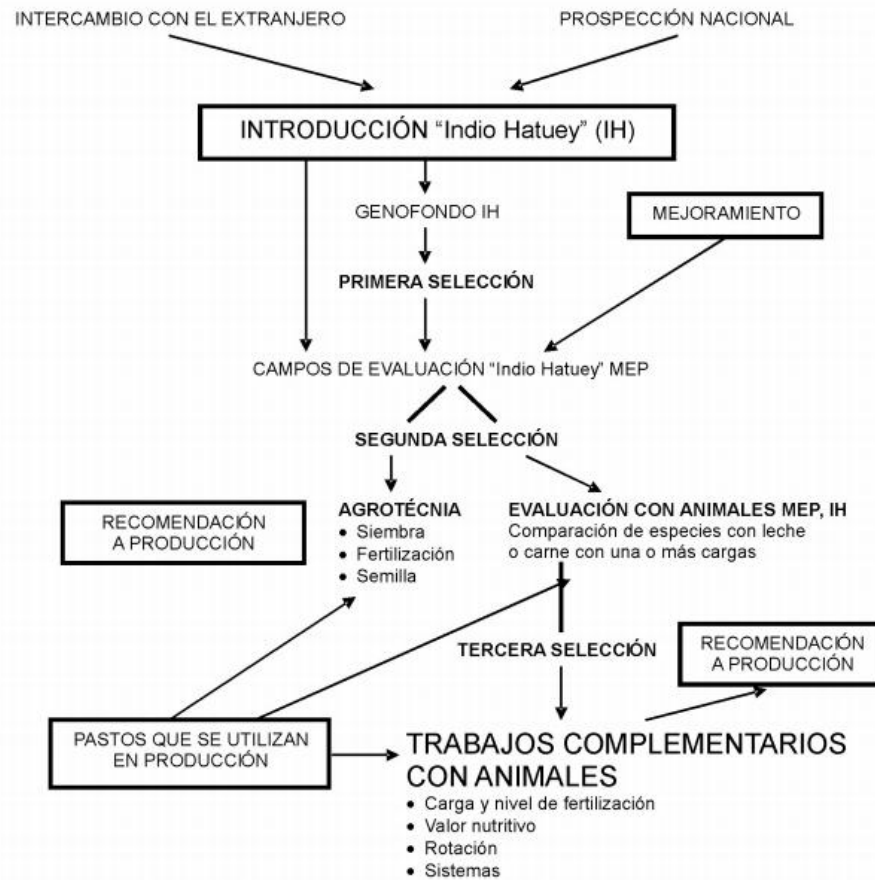 INTERCAMBIO CON EL EXTRANJERO
PROSPECCIÓN NACIONAL
INTRODUCCIÓN “Indio Hatuey” (IH)
GENOFONDO IH
MEJORAMIENTO
PRIMERA SELECCIÓN
CAMPOS DE EVALUACIÓN “Indio Hatuey” MEP
SEGUNDA SELECCIÓN
RECOMENDACIÓN
A PRODUCCIÓN
AGROTÉCNIA
• Siembra
• Fertilización
• Semilla
EVALUACIÓN CON ANIMALES MEP, IH
Comparación de especies con leche
o carne con una o más cargas
TERCERA SELECCIÓN
RECOMENDACIÓN
A PRODUCCIÓN
PASTOS QUE SE UTILIZAN
EN PRODUCCIÓN
TRABAJOS COMPLEMENTARIOS
CON ANIMALES
• Carga y nivel de fertilización
• Valor nutritivo
• Rotación
• Sistemas